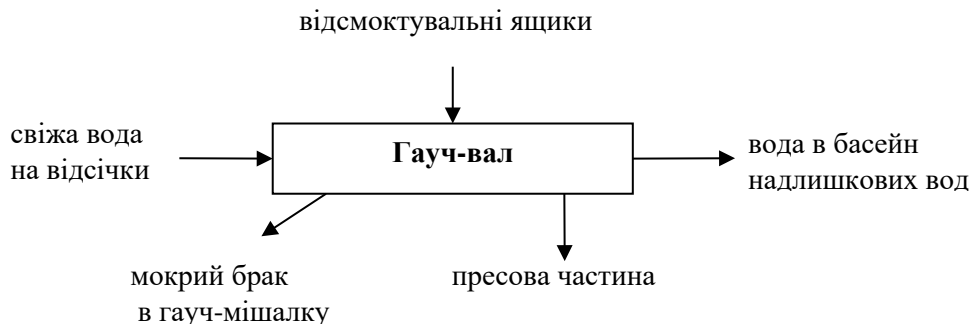 відсмоктувальні ящики
свіжа вода
на відсічки
Гауч-вал
вода в басейн
надлишкових вод
мокрий брак
в гауч-мішалку
пресова частина